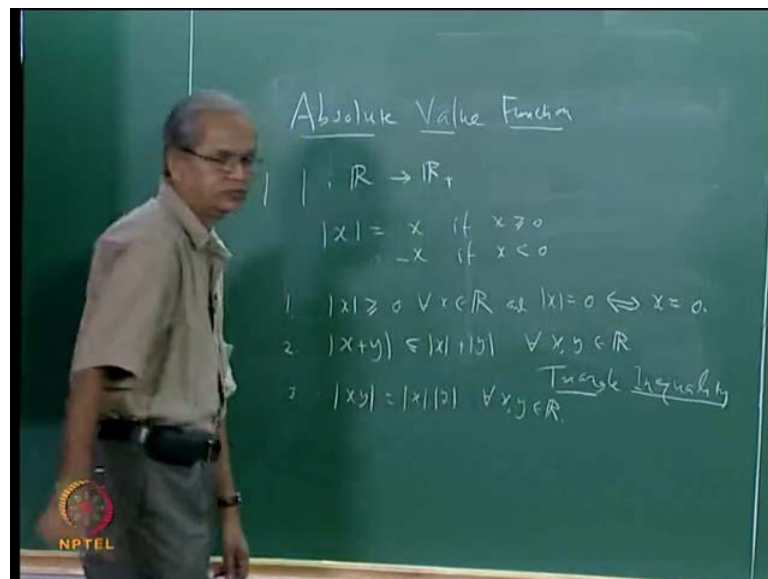 Absolute Value Function
| | : ℝ → ℝ₊
|x| = x if x ≥ 0
= -x if x < 0
1. |x| ≥ 0 ∀ x ∈ ℝ and |x| = 0 ⟺ x = 0.
2. |x+y| ≤ |x| + |y| ∀ x, y ∈ ℝ
Triangle Inequality
3. |xy| = |x| |y| ∀ x, y ∈ ℝ.
NPTEL